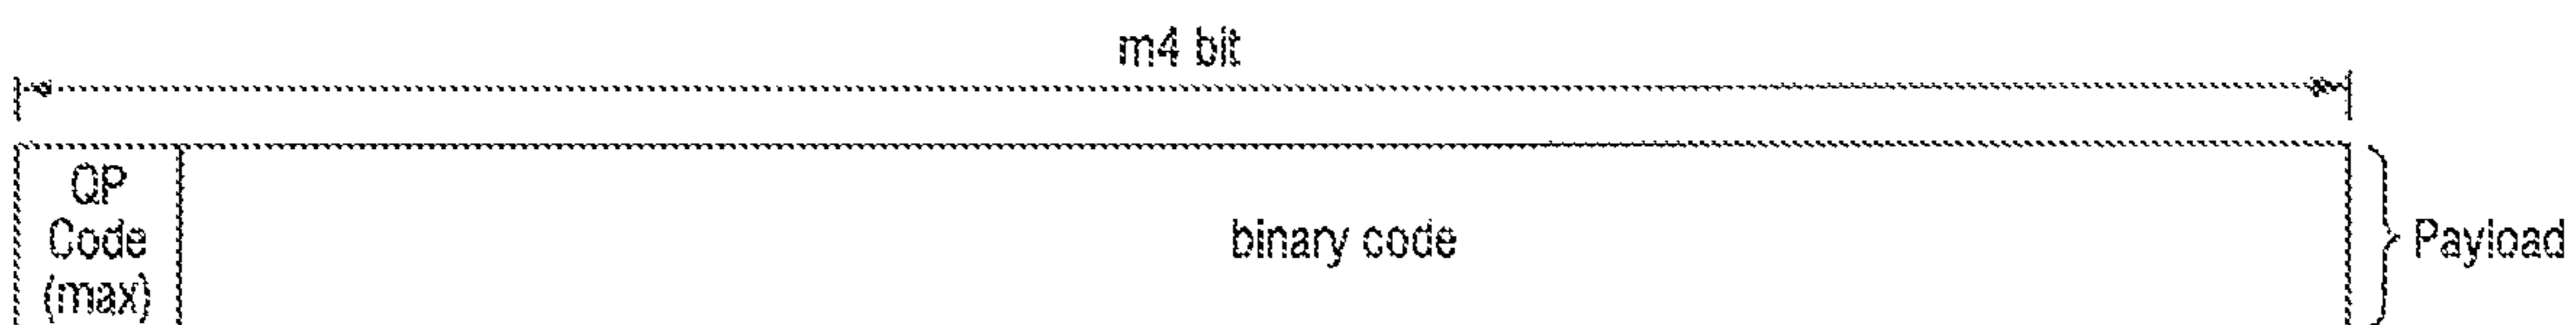 m4 bit
QP
Code
(max)
binary code
Payload